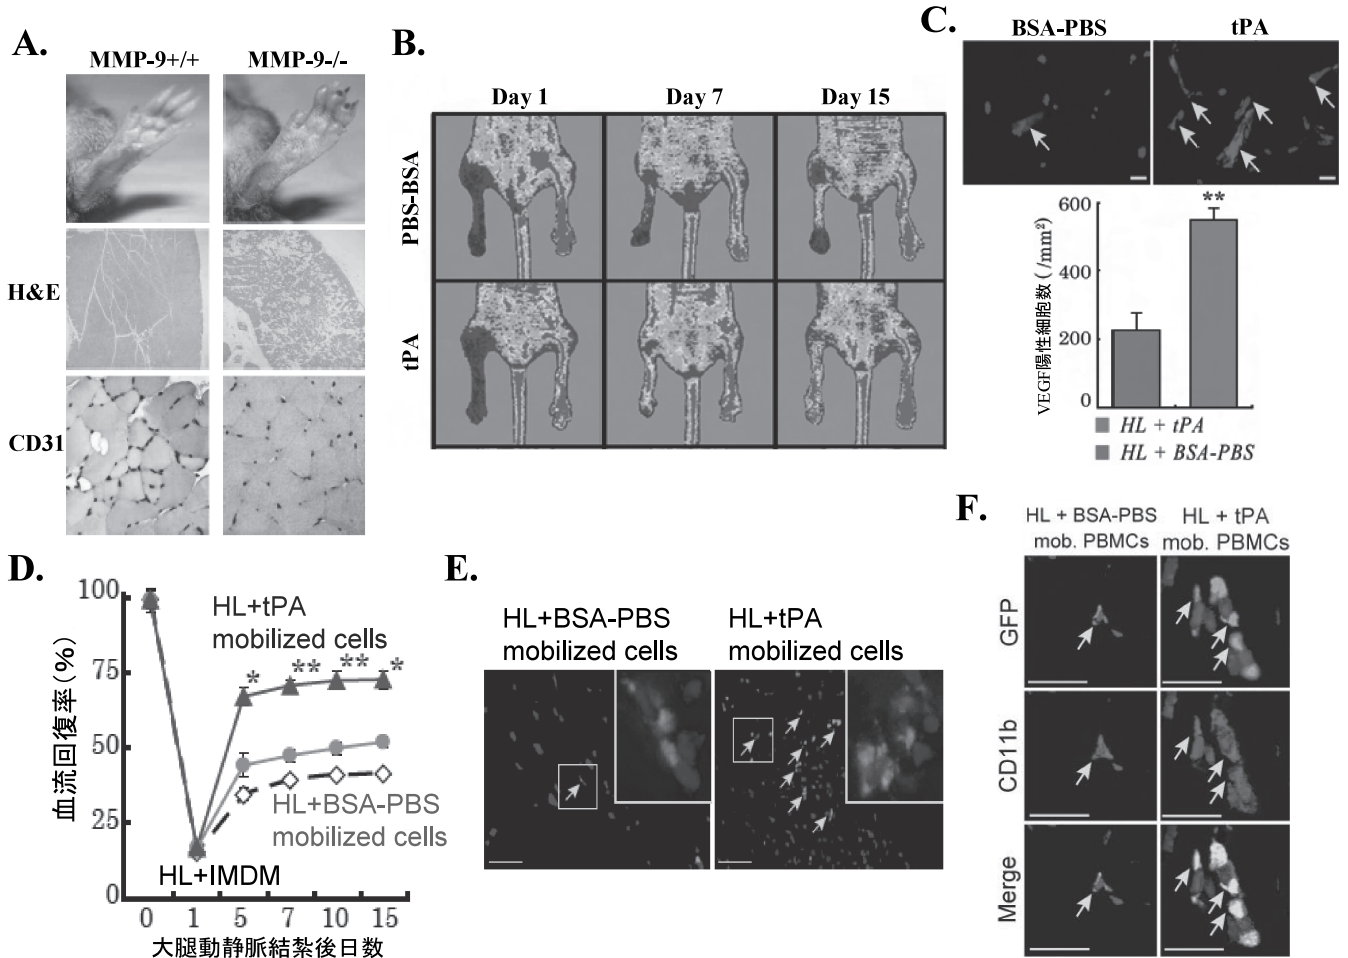 A.
MMP-9+/+
MMP-9-/-
H&E
CD31
B.
Day 1
Day 7
Day 15
PBS-BSA
tPA
C.
BSA-PBS
tPA
**
600
400
200
0
VEGF陽性細胞数（/mm²)
HL + tPA
HL + BSA-PBS
D.
100
75
50
25
0
血流回復率(%)
HL+tPA
mobilized cells
*
**
**
*
HL+BSA-PBS
mobilized cells
HL+IMDM
0
1
5
7
10
15
大腿動静脈結紮後日数
E.
HL+BSA-PBS
mobilized cells
HL+tPA
mobilized cells
F.
HL + BSA-PBS
mob. PBMCs
HL + tPA
mob. PBMCs
GFP
CD11b
Merge